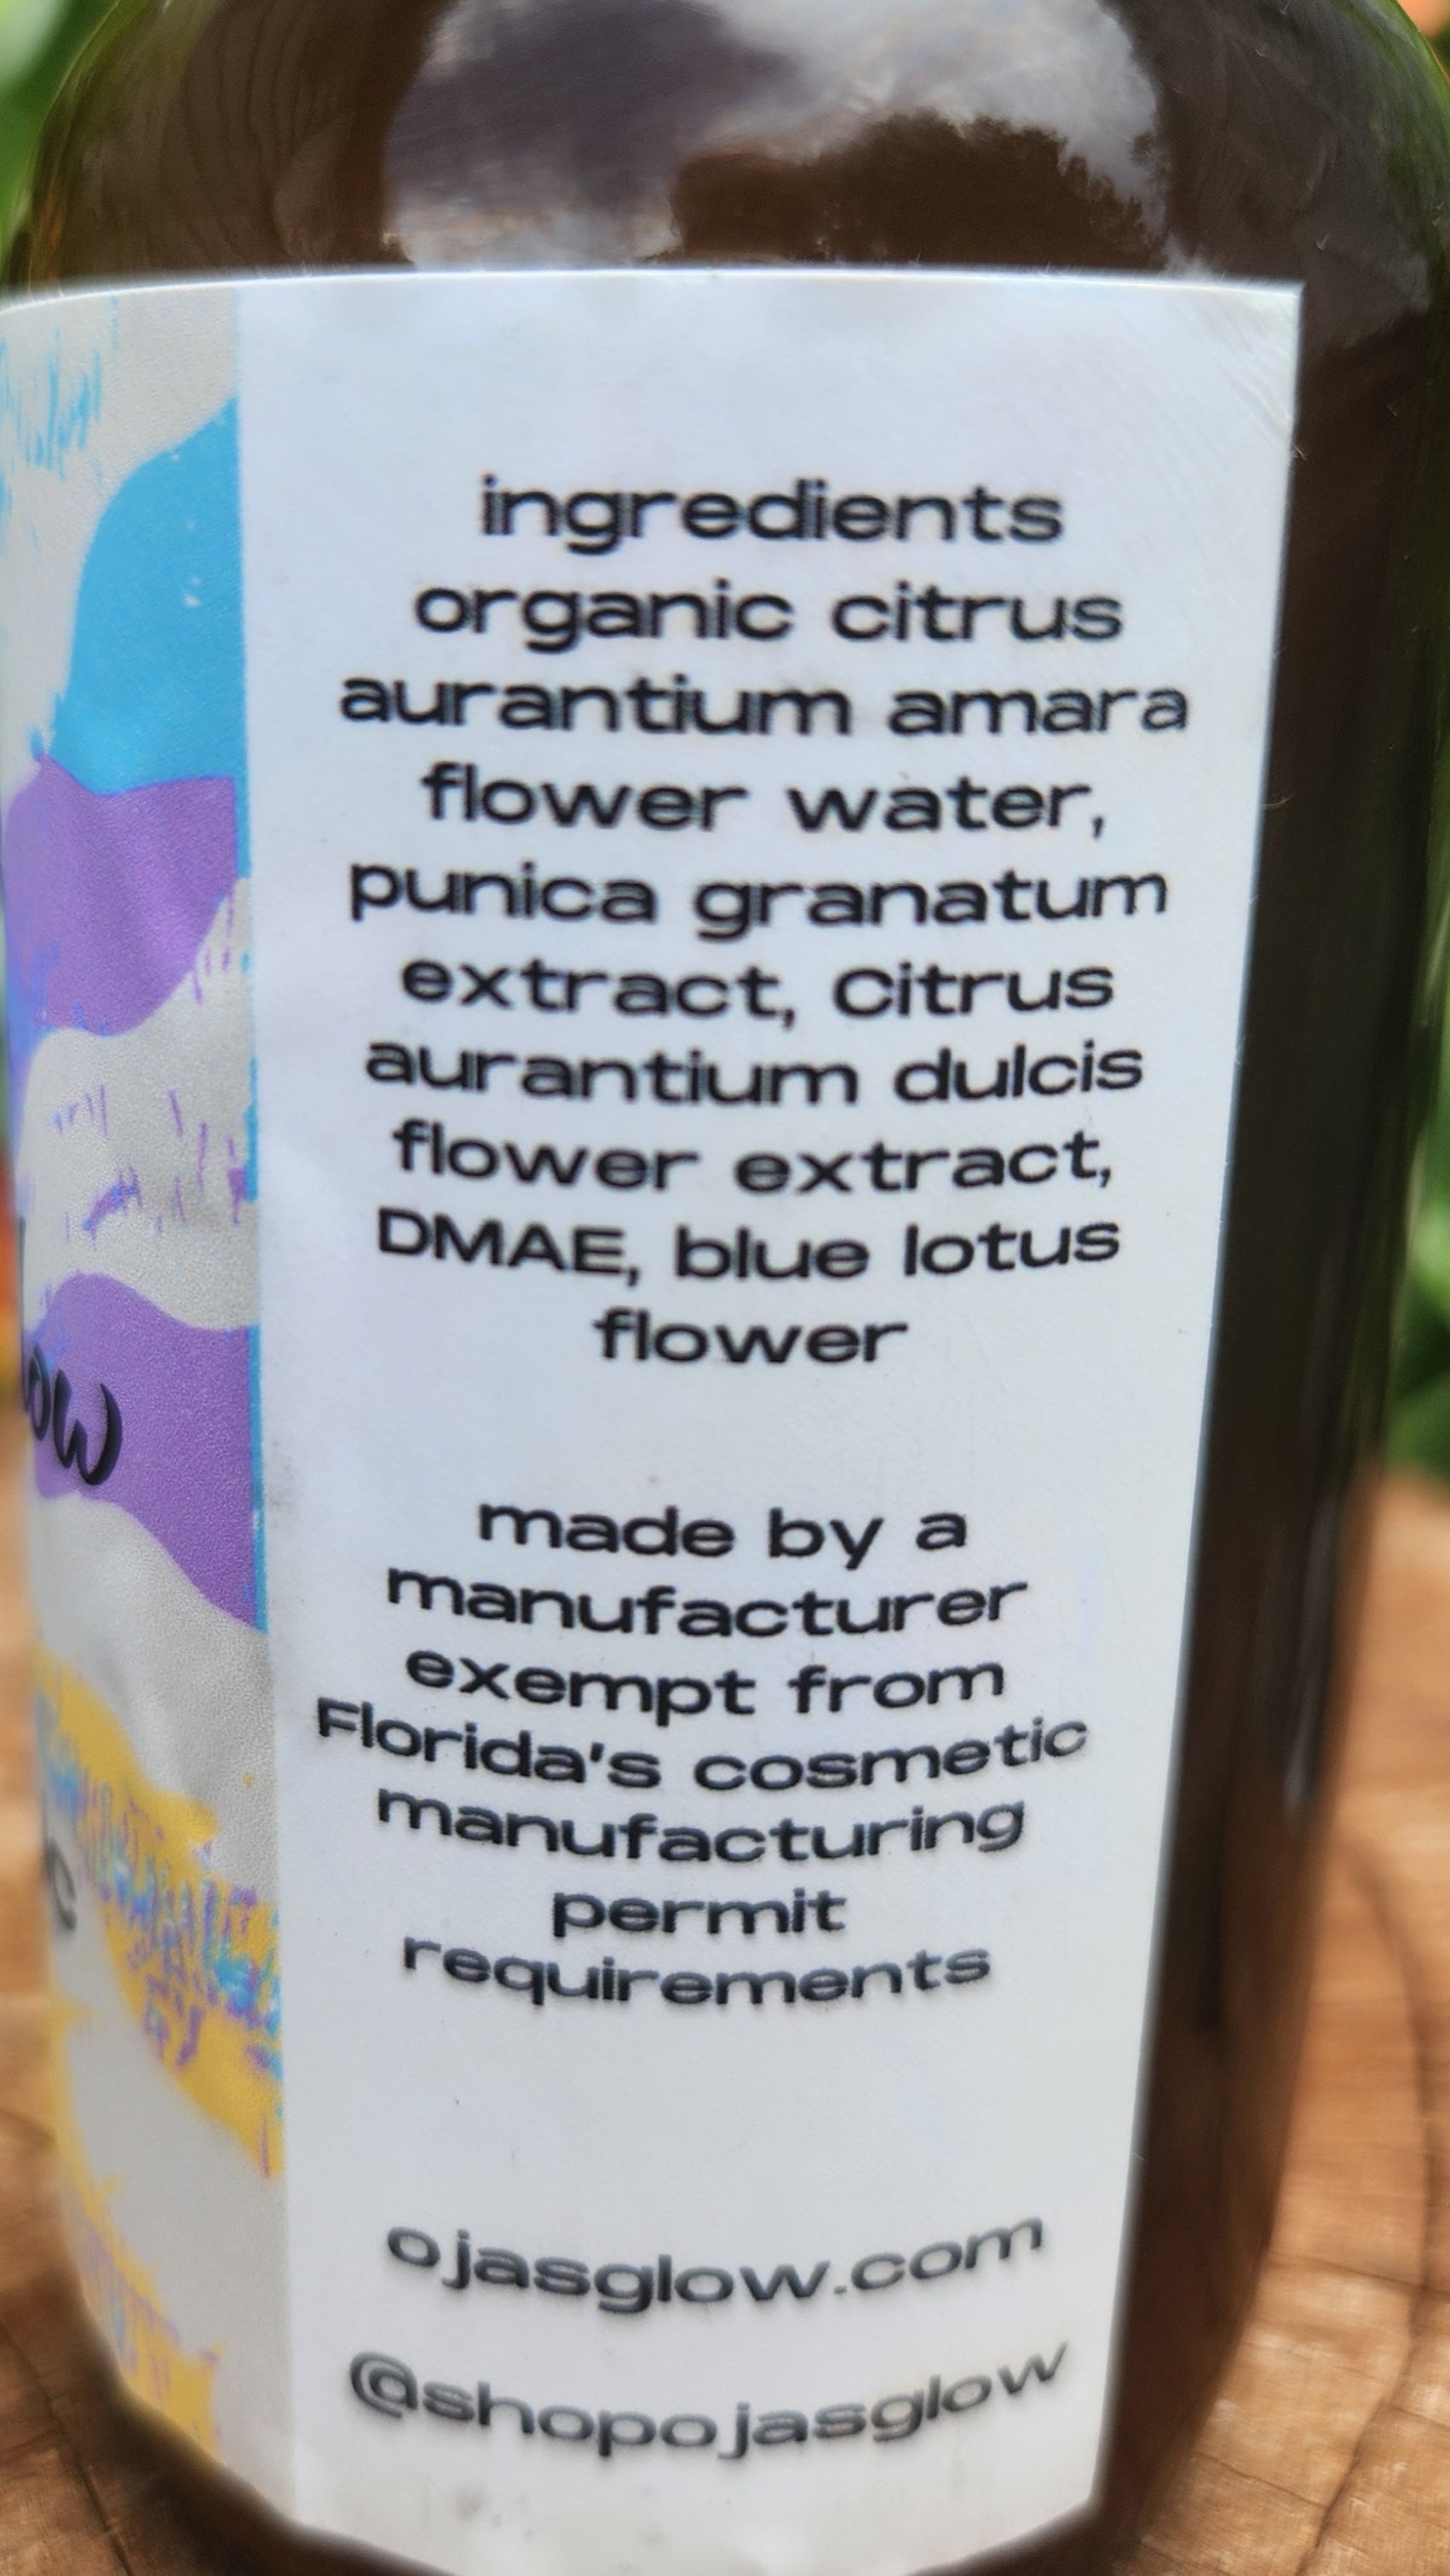 ingredients
organic citrus
aurantium amara
flower water,
punica granatum
extract, Citrus
aurantium dulcis
flower extract,
DMAE, blue lotus
flower
made by a
manufacturer
exempt from
Florida's cosmetic
manufacturing
permit
requirements
ojasglow.com
@shopojasglow